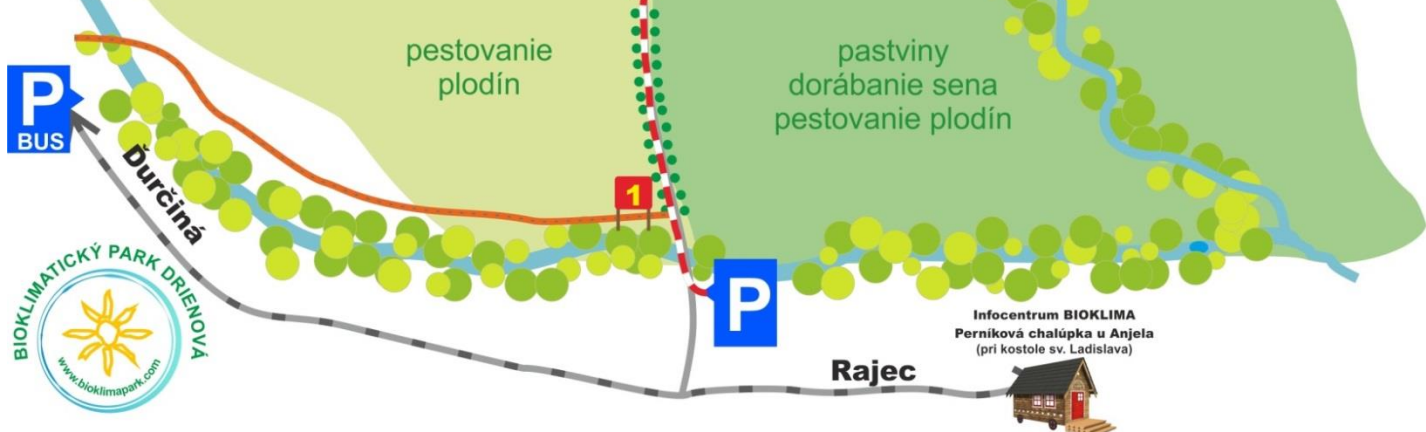 pestovanie
plodín
pastviny
dorábanie sena
pestovanie plodín
P
BUS
Ďurčiná
1
BIOKLIMATICKÝ PARK DRIENOVÁ
www.bioklimapark.com
P
Infocentrum BIOKLIMA
Perníková chalúpka u Anjela
(pri kostole sv. Ladislava)
Rajec